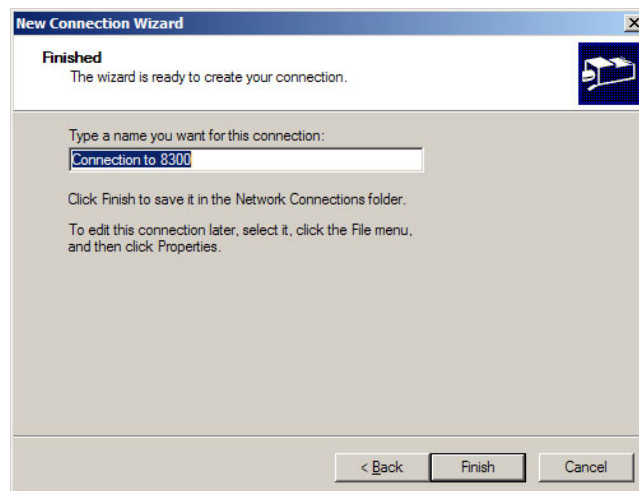 New Connection Wizard
Finished
The wizard is ready to create your connection.
Type a name you want for this connection:
Connection to 8300
Click Finish to save it in the Network Connections folder.
To edit this connection later, select it, click the File menu,
and then click Properties.
< Back Finish Cancel